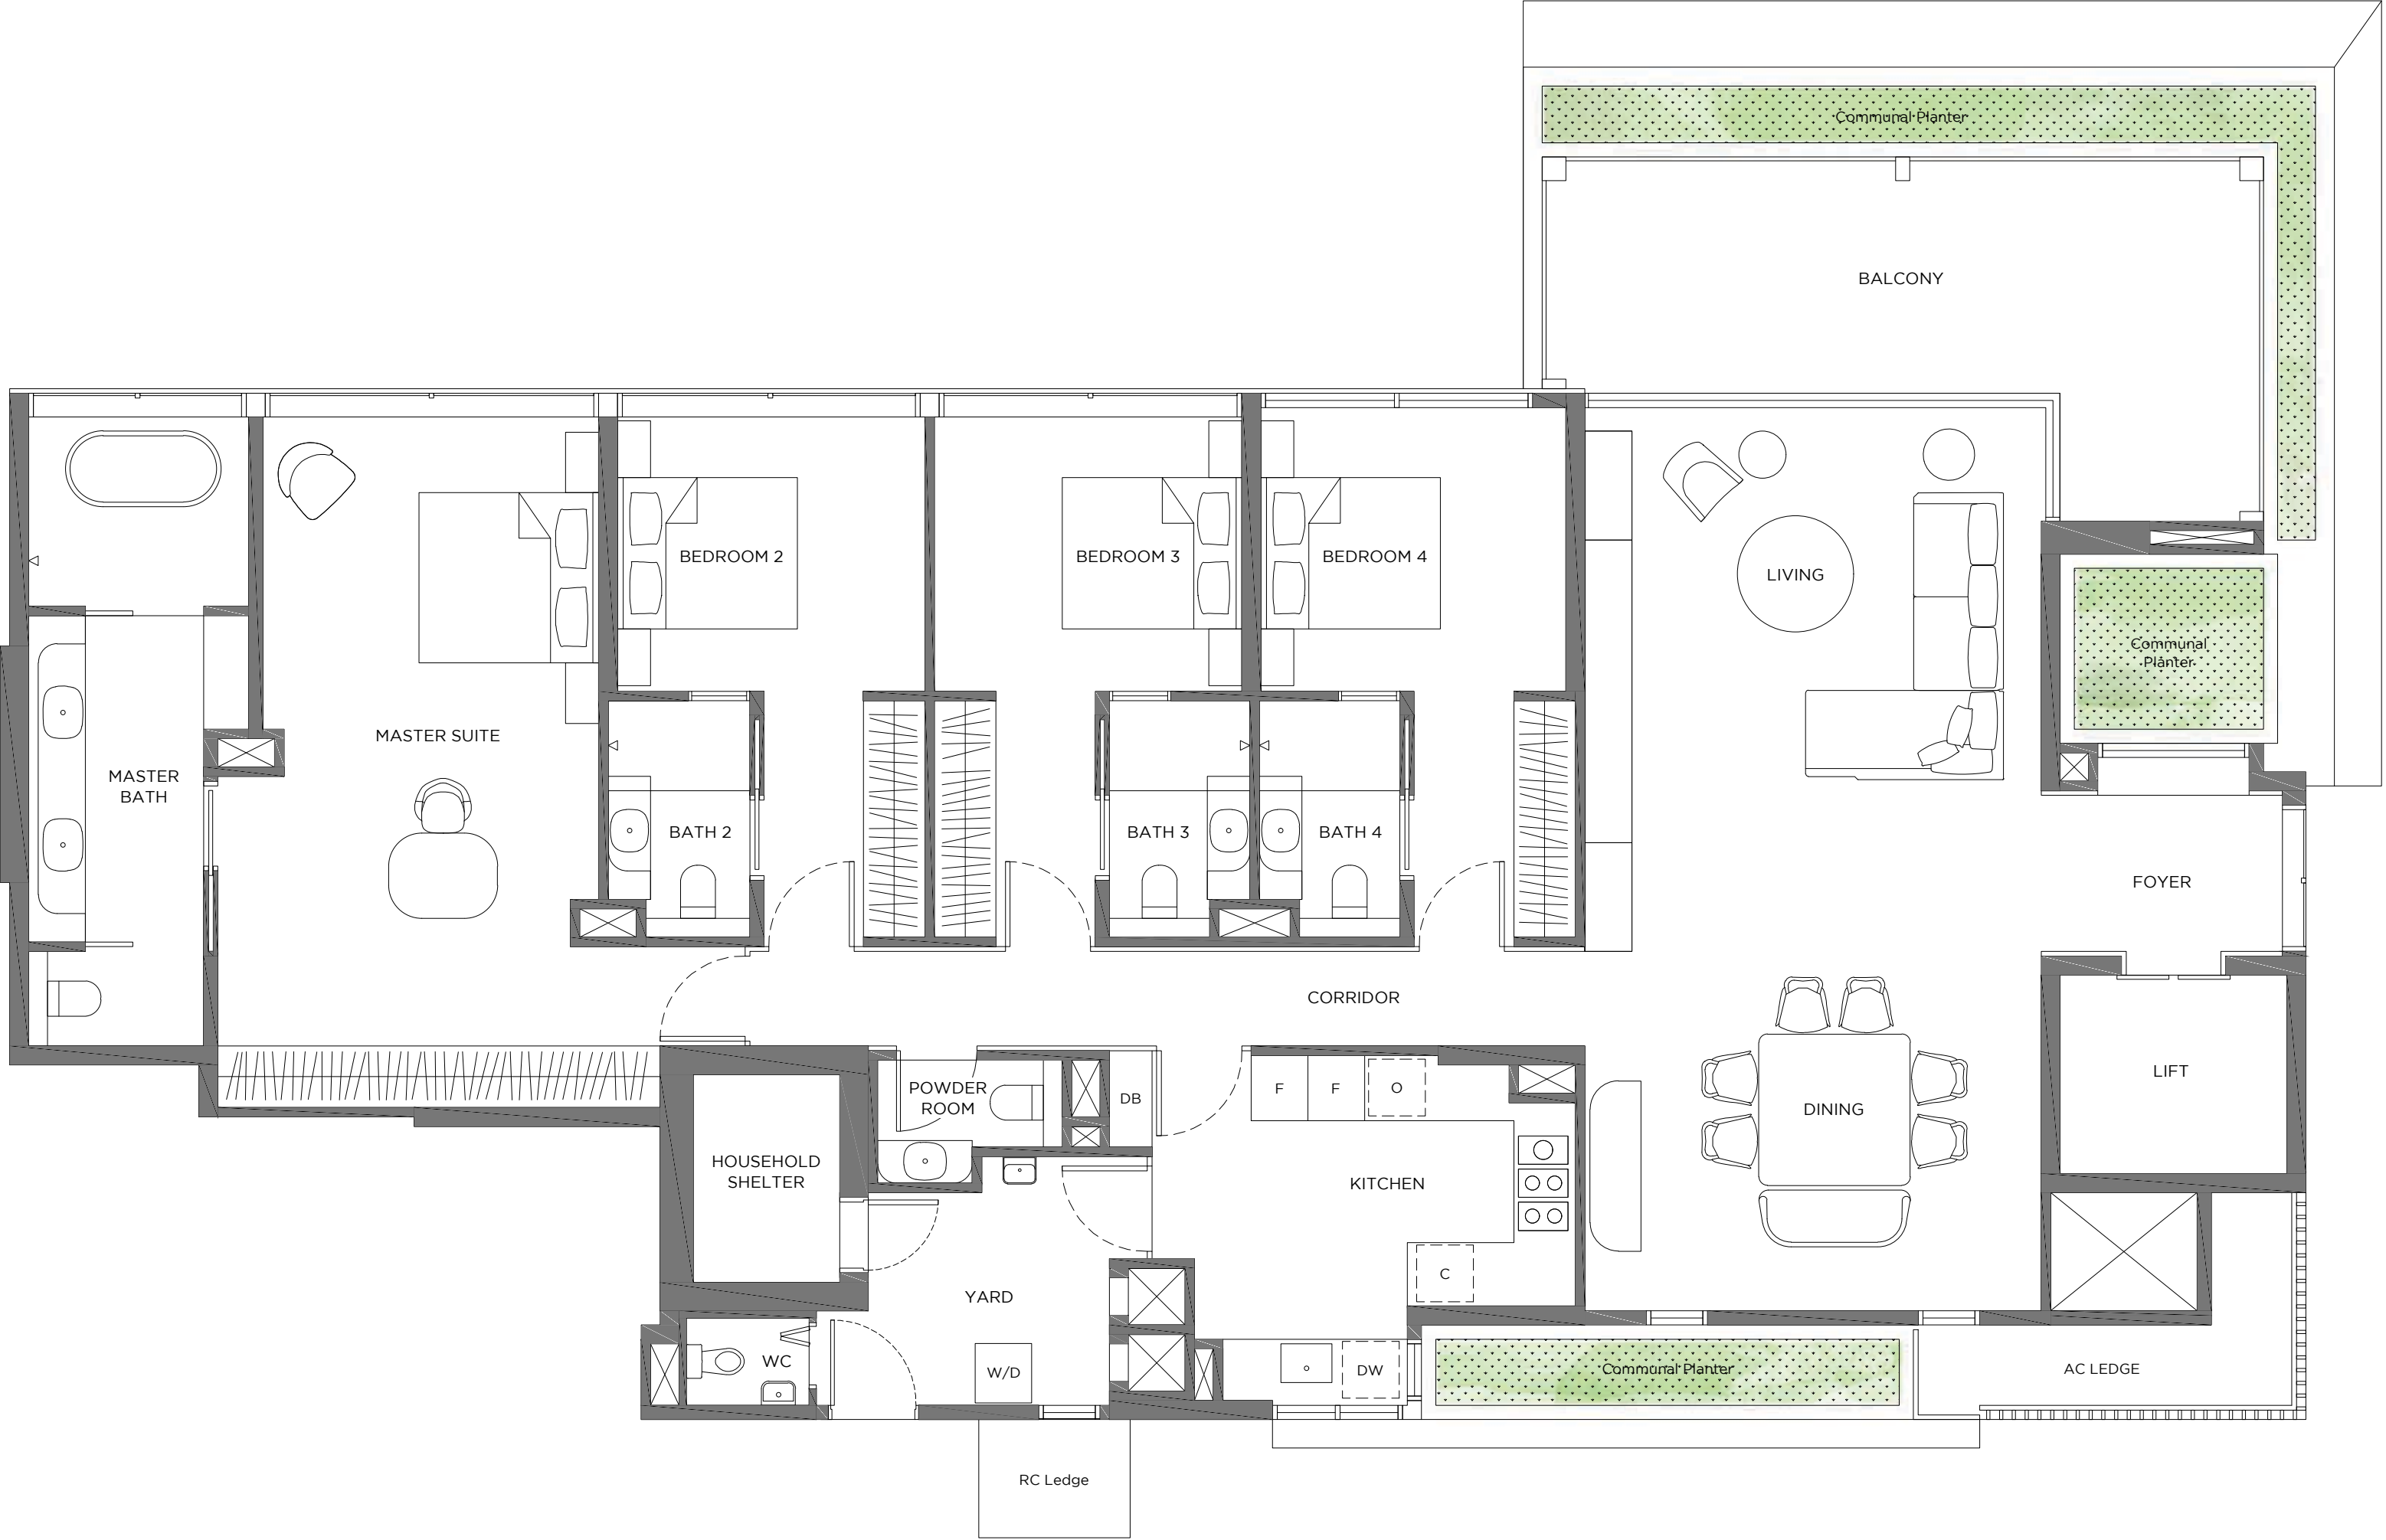 Communal Planter
BALCONY
BEDROOM 2
BEDROOM 3
BEDROOM 4
LIVING
Communal
Planter
MASTER SUITE
MASTER
BATH
BATH 2
BATH 3
BATH 4
FOYER
CORRIDOR
POWDER
ROOM
DB
F
F
O
DINING
LIFT
HOUSEHOLD
SHELTER
KITCHEN
C
YARD
WC
W/D
DW
Communal Planter
AC LEDGE
RC Ledge